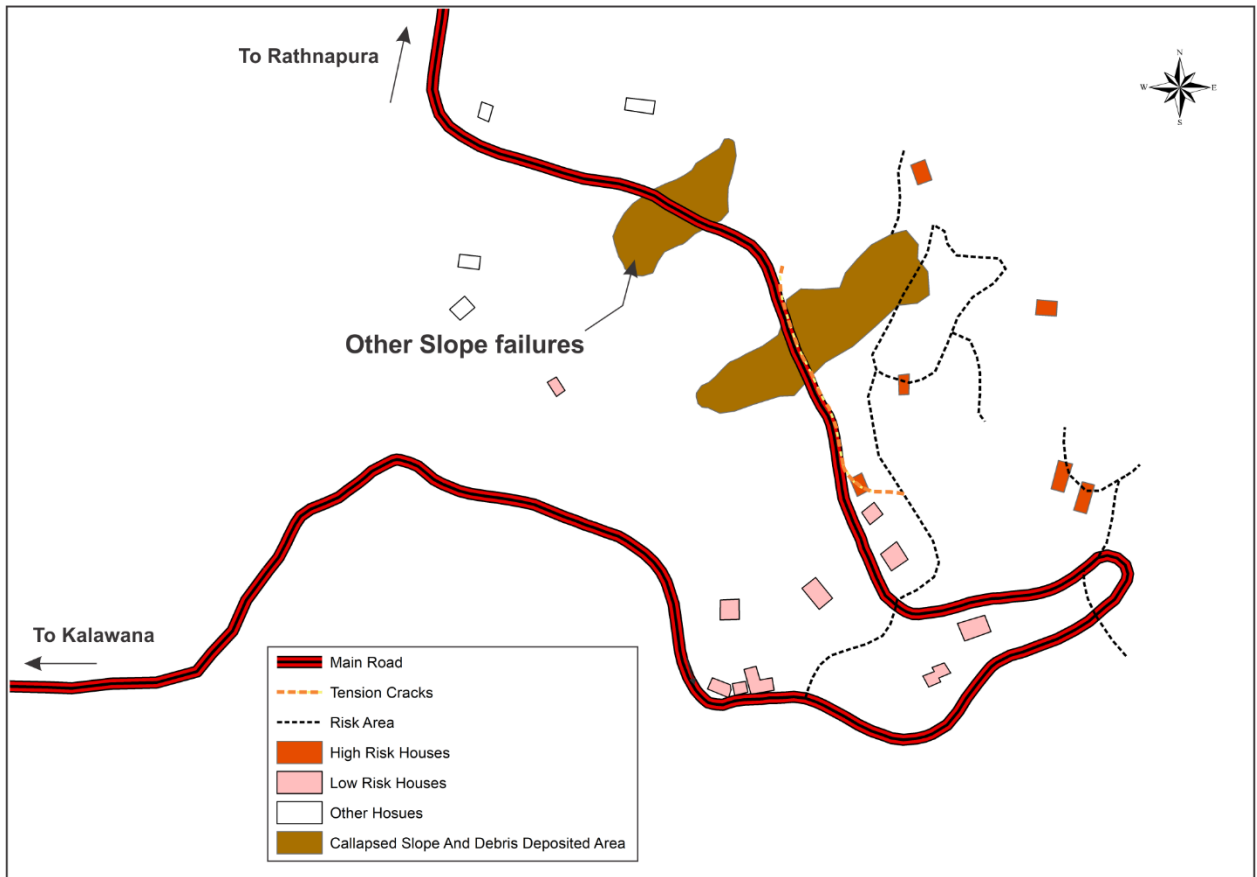 To Rathnapura
N
W E
S
Other Slope failures
To Kalawana
Main Road
Tension Cracks
Risk Area
High Risk Houses
Low Risk Houses
Other Hosues
Callapsed Slope And Debris Deposited Area